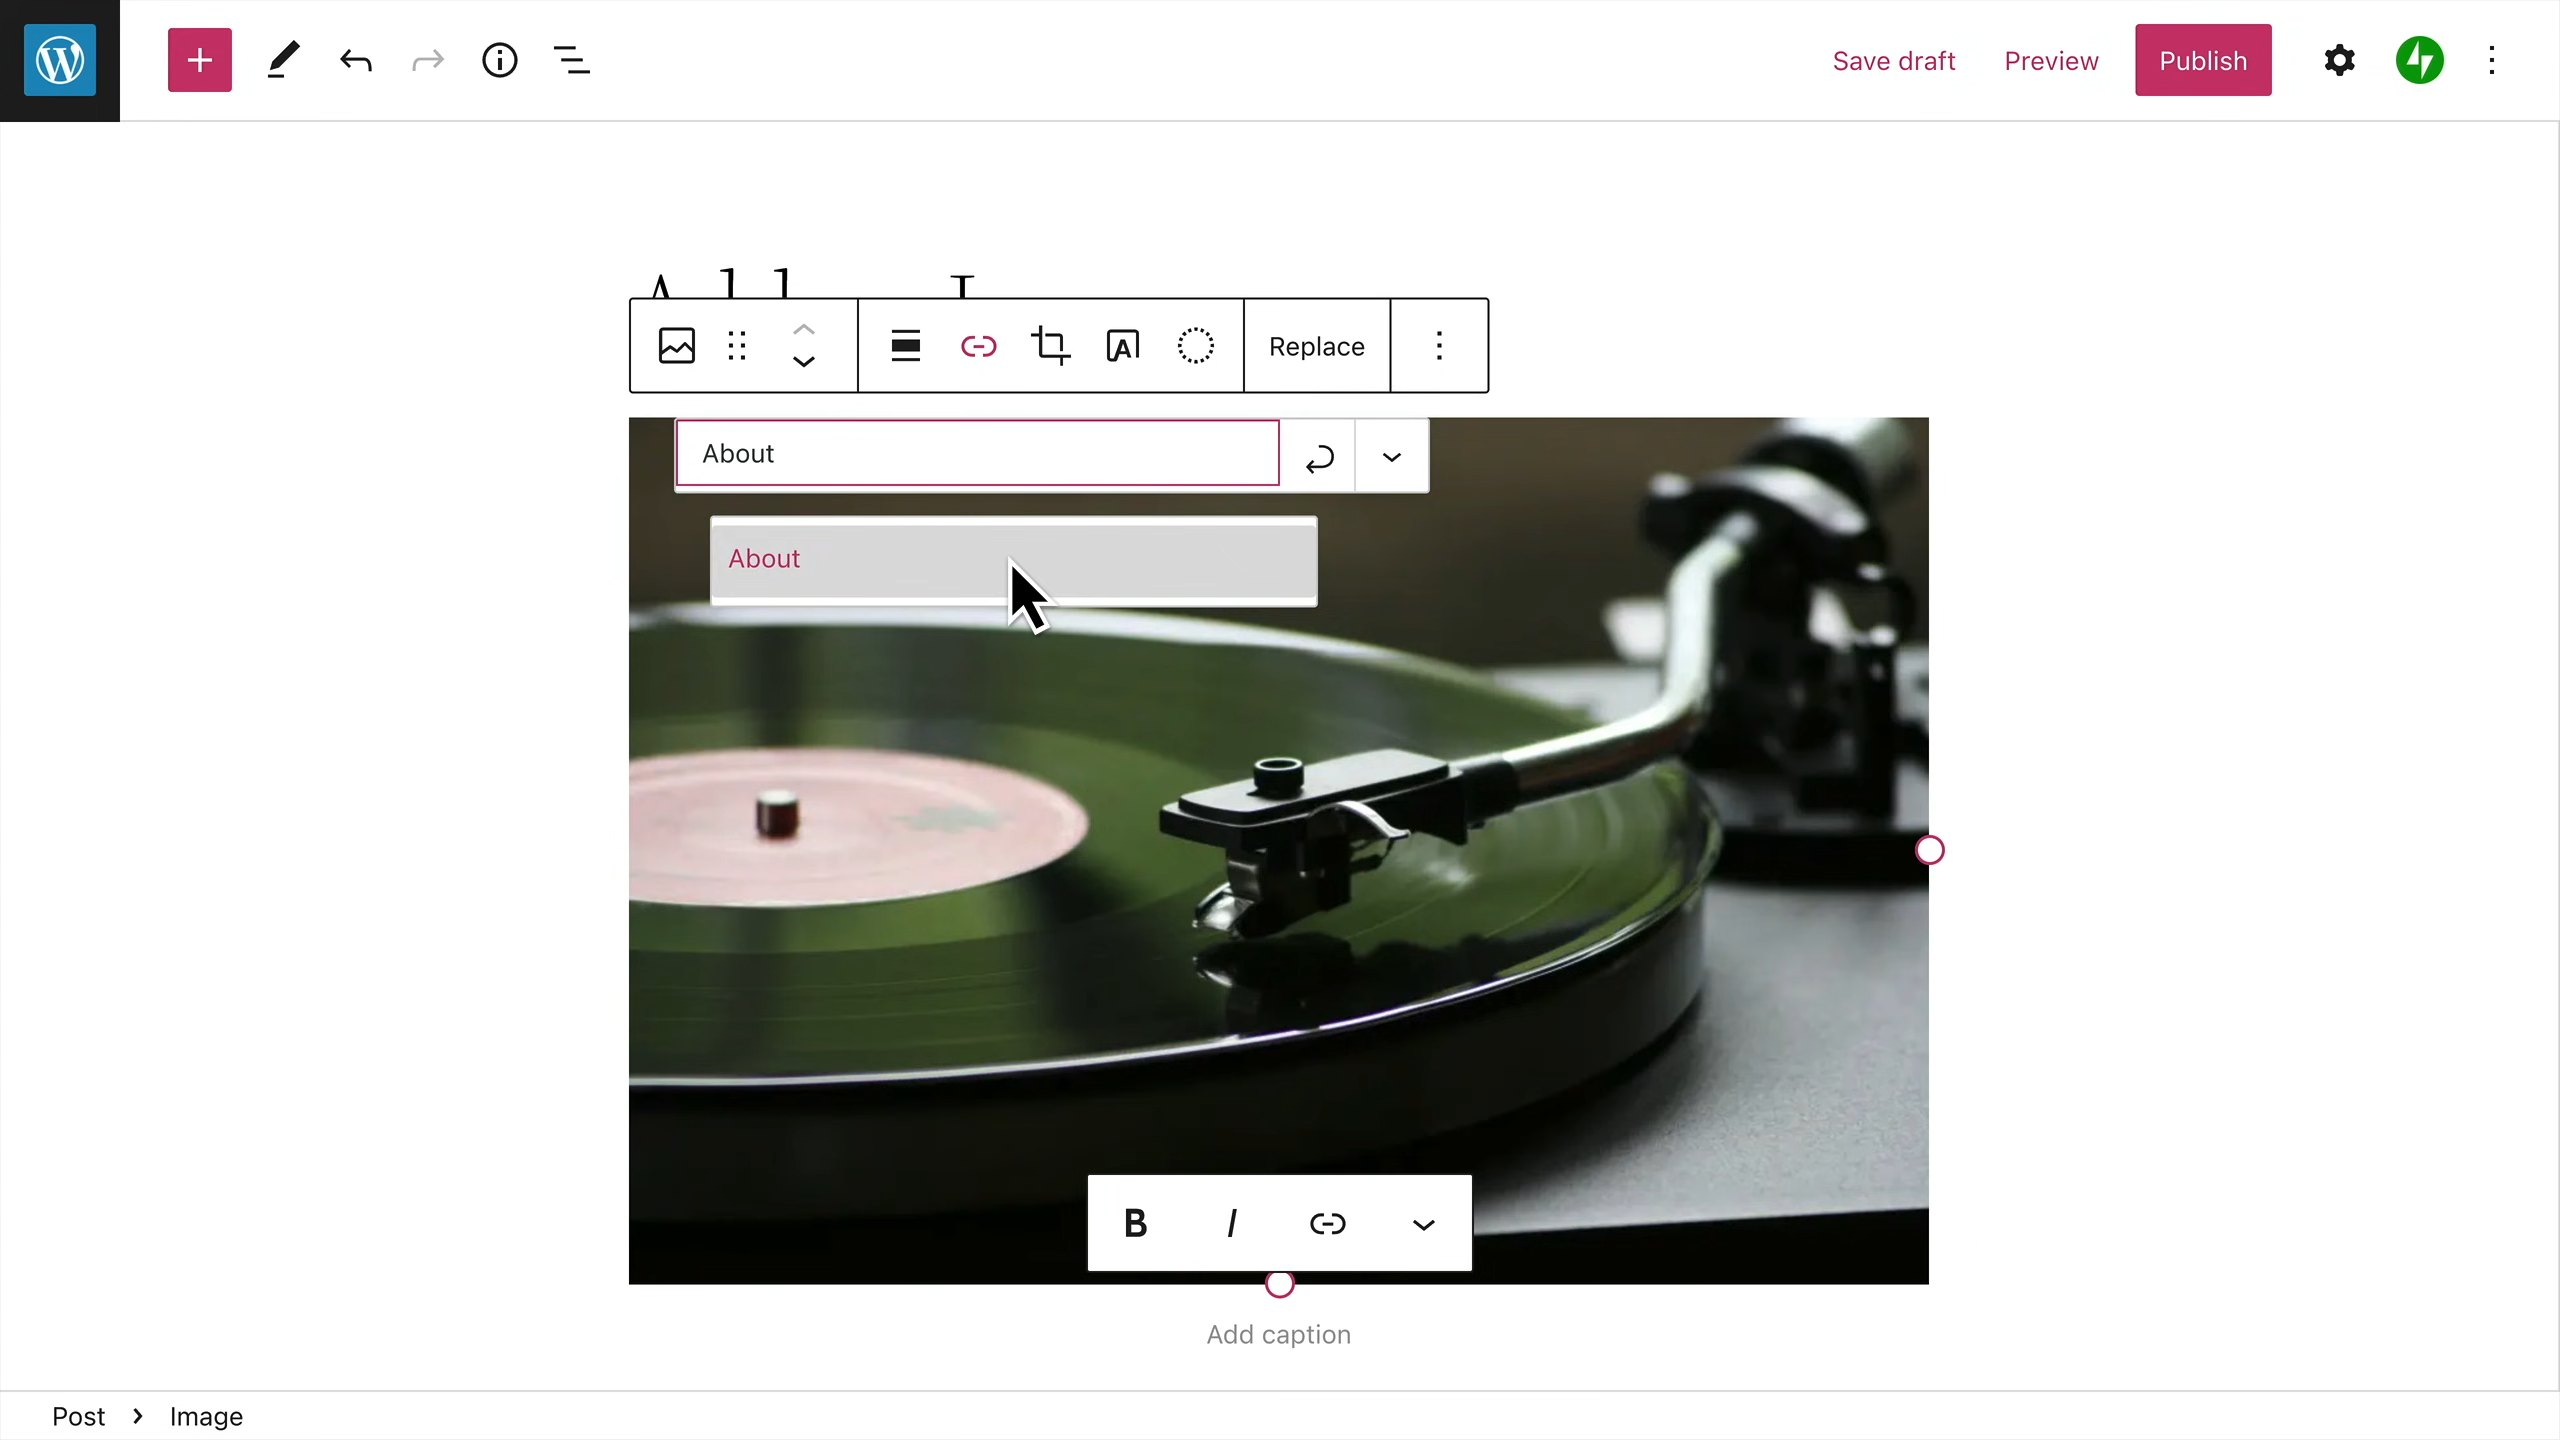 Save draft
Preview
Publish
Replace
About
About
B I
Add caption
Post
Image